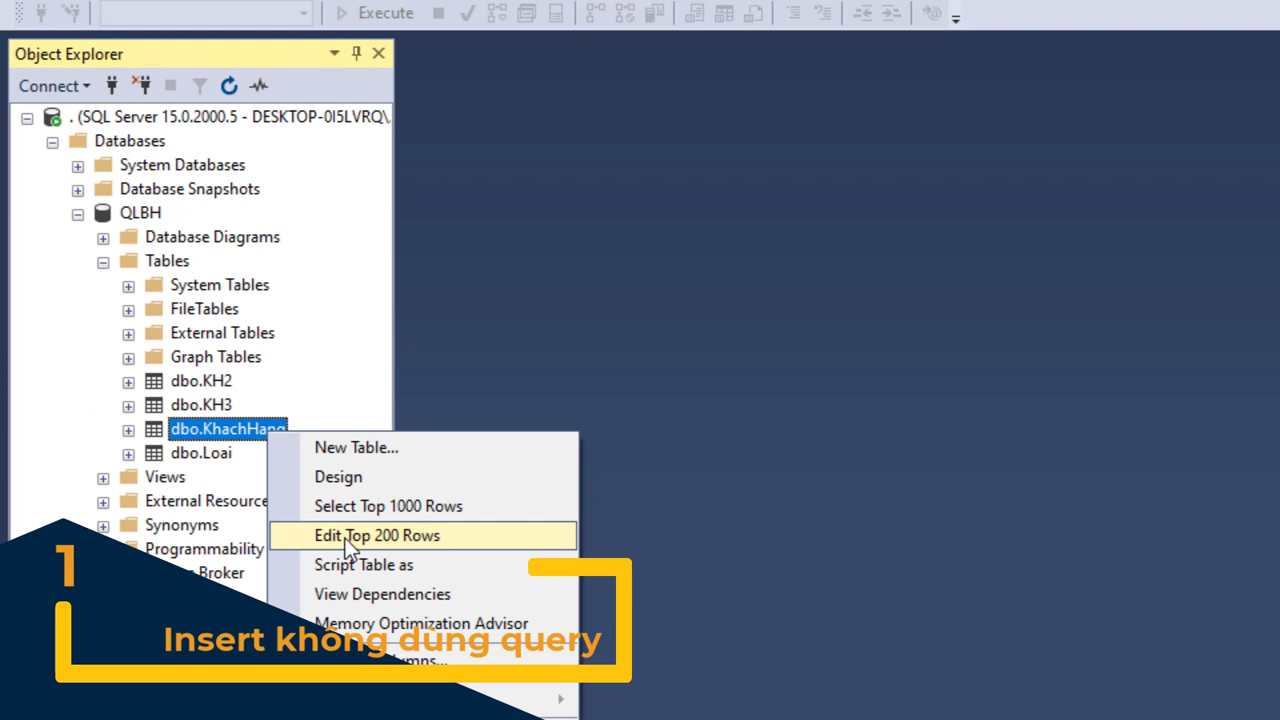 Execute
Object Explorer
Connect
. (SQL Server 15.0.2000.5 - DESKTOP-0I5LVRQ\
Databases
System Databases
Database Snapshots
QLBH
Database Diagrams
Tables
System Tables
FileTables
External Tables
Graph Tables
dbo.KH2
dbo.KH3
dbo.KhachHang
dbo.Loai
Views
External Resource
Synonyms
Programmability
Broker
New Table...
Design
Select Top 1000 Rows
Edit Top 200 Rows
Script Table as
View Dependencies
Memory Optimization Advisor
1
Insert không dùng query